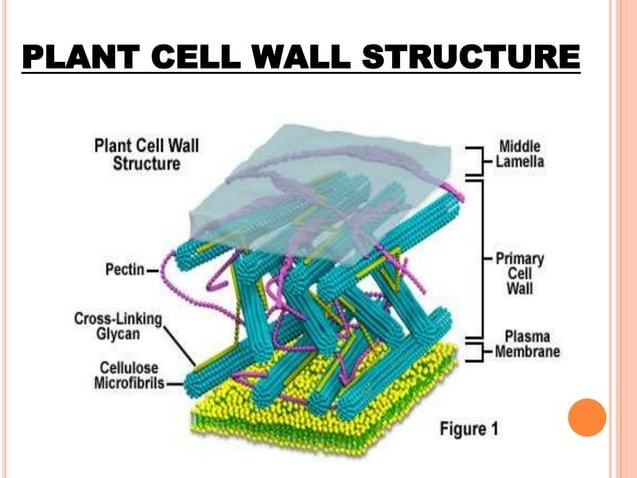 PLANT CELL WALL STRUCTURE
Plant Cell Wall
Structure
Middle
Lamella
Pectin
Primary
Cell
Wall
Cross-Linking
Glycan
Plasma
Membrane
Cellulose
Microfibrils
Figure 1